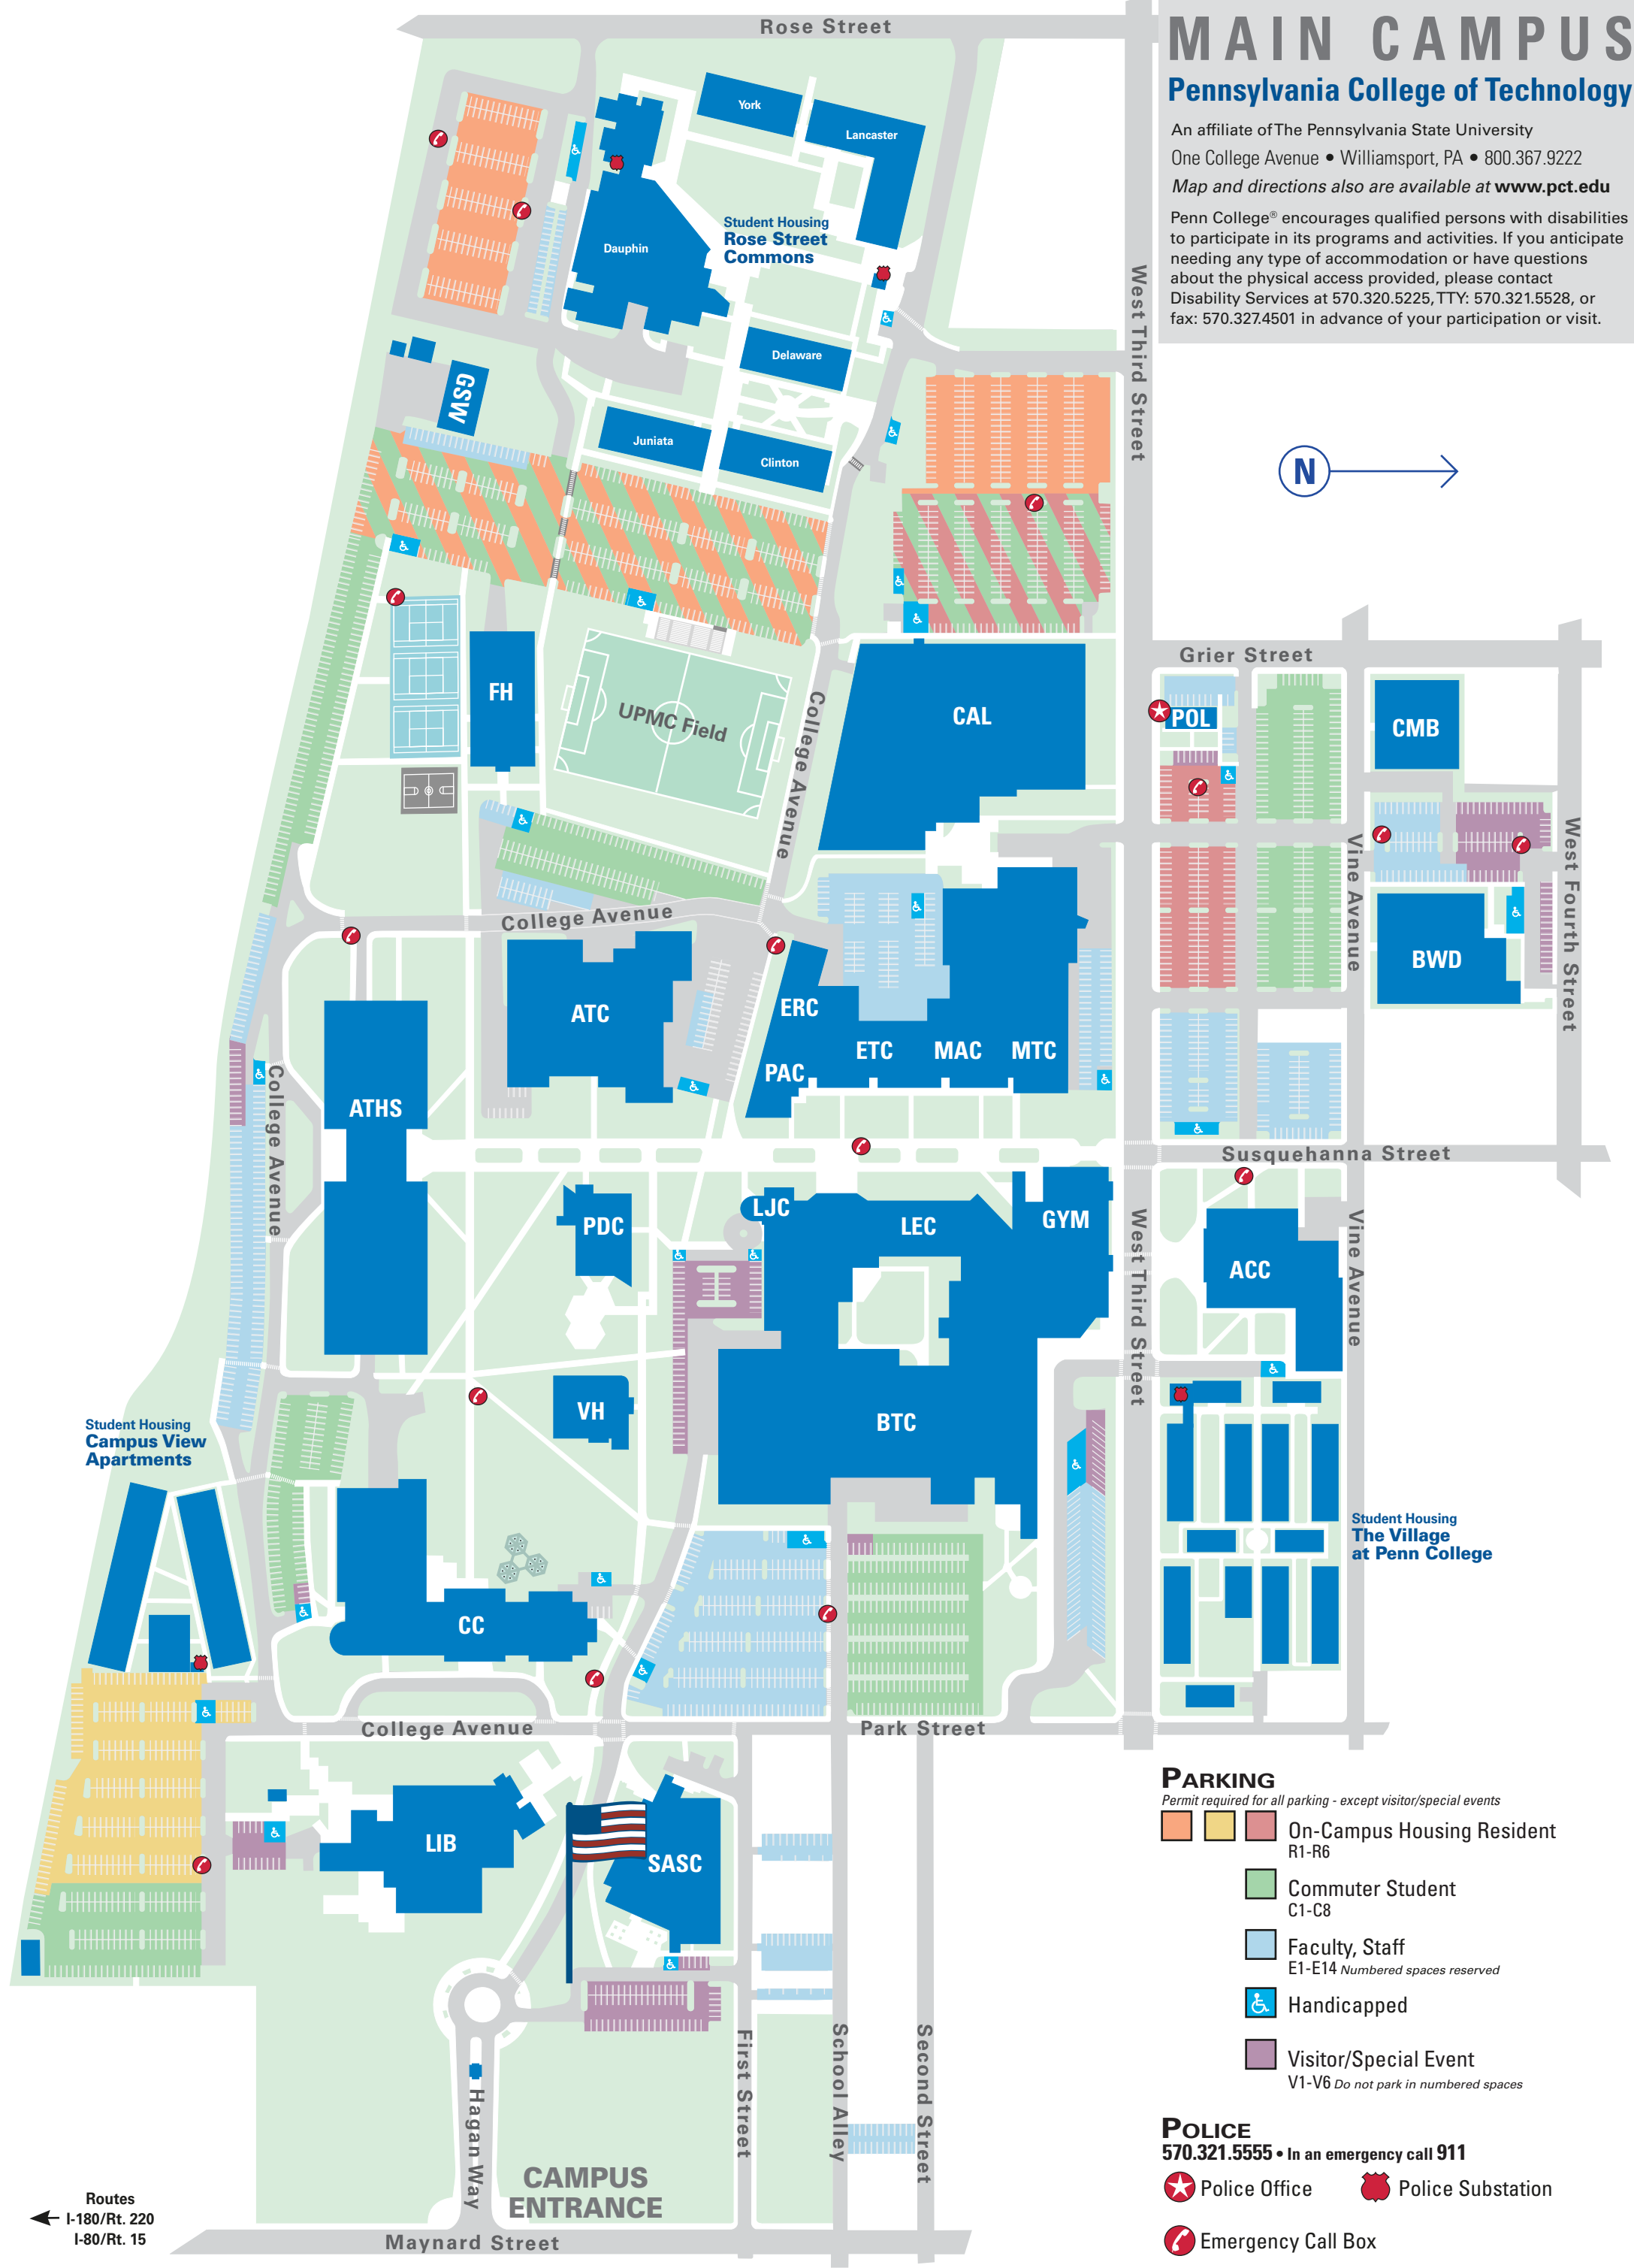 MAIN CAMPUS
Pennsylvania College of Technology
An affiliate of The Pennsylvania State University
One College Avenue • Williamsport, PA • 800.367.9222
Map and directions also are available at www.pct.edu
Penn College® encourages qualified persons with disabilities
to participate in its programs and activities. If you anticipate
needing any type of accommodation or have questions
about the physical access provided, please contact
Disability Services at 570.320.5225, TTY: 570.321.5528, or
fax: 570.327.4501 in advance of your participation or visit.
Rose Street
York
Lancaster
Student Housing
Rose Street
Commons
Dauphin
Delaware
GSW
Juniata
Clinton
West Third Street
N
Grier Street
FH
UPMC Field
College Avenue
CAL
POL
CMB
Vine Avenue
West Fourth Street
College Avenue
BWD
ATC
ERC
ETC
MAC
MTC
PAC
ATHS
College Avenue
Susquehanna Street
PDC
LJC
LEC
GYM
West Third Street
ACC
Vine Avenue
VH
BTC
Student Housing
Campus View
Apartments
Student Housing
The Village
at Penn College
CC
College Avenue
Park Street
LIB
SASC
First Street
School Alley
Second Street
Hagan Way
CAMPUS
ENTRANCE
Routes
I-180/Rt. 220
I-80/Rt. 15
Maynard Street
PARKING
Permit required for all parking - except visitor/special events
On-Campus Housing Resident
R1-R6
Commuter Student
C1-C8
Faculty, Staff
E1-E14 Numbered spaces reserved
Handicapped
Visitor/Special Event
V1-V6 Do not park in numbered spaces
POLICE
570.321.5555 • In an emergency call 911
Police Office
Police Substation
Emergency Call Box